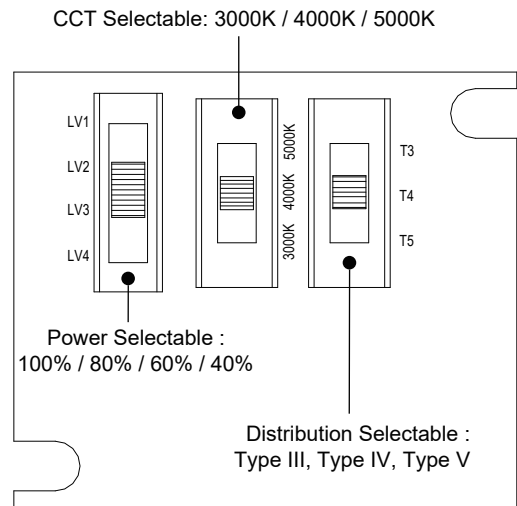 CCT Selectable: 3000K / 4000K / 5000K
LV1
LV2
LV3
LV4
5000K
4000K
3000K
T3
T4
T5
Power Selectable :
100% / 80% / 60% / 40%
Distribution Selectable :
Type III, Type IV, Type V